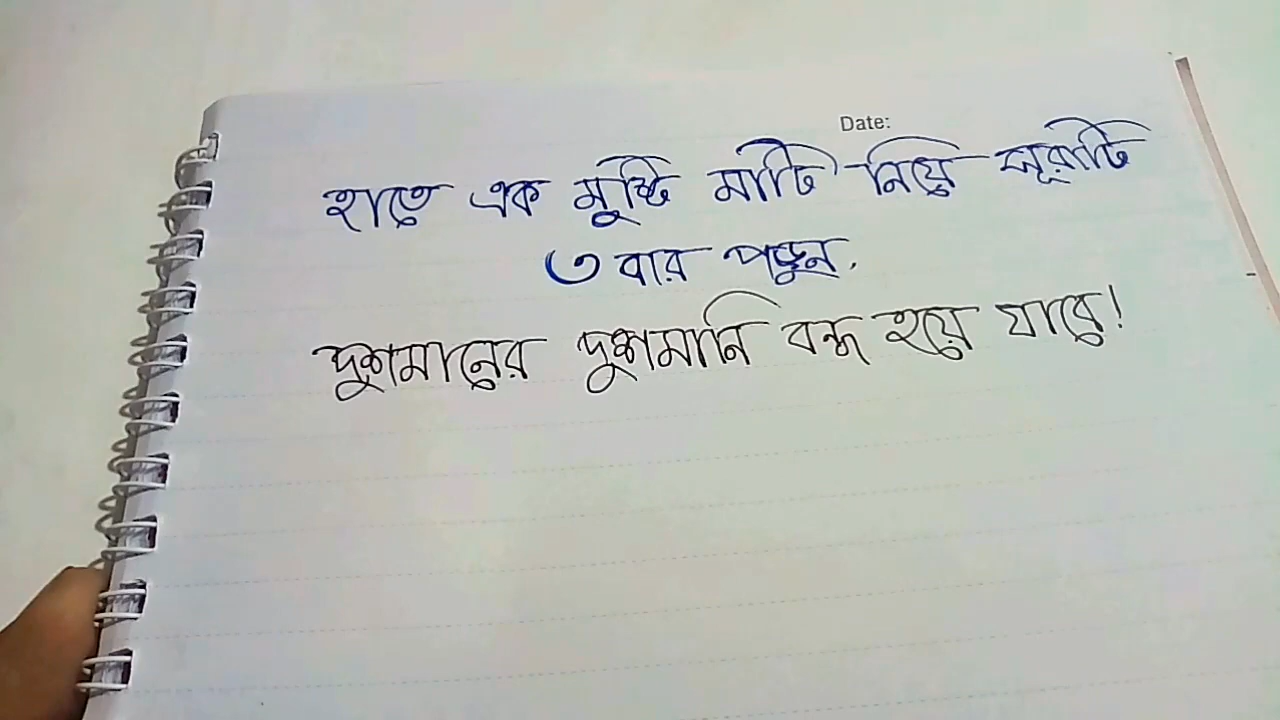 Date:
হাতে এক মুষ্টি মাটি নিয়ে সূরাটি
৩ বার পড়ুন.
দুশমানের দুশমানি বন্ধ হয়ে যাবে!